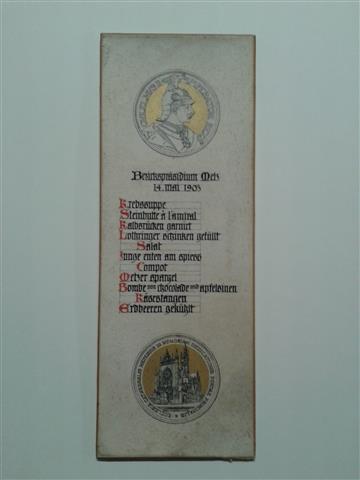 Bezirkspräsidium Metz
14. mai 1903
Krebssuppe
Steinbutte à l'amiral
Kalbsrücken garnirt
Lothringer schinken gefüllt
Salat
Junge enten am spiess
Compot
Metzer spargel
Bombe von chocolade und apfelsinen
Käsestangen
Erdbeeren gekühlt